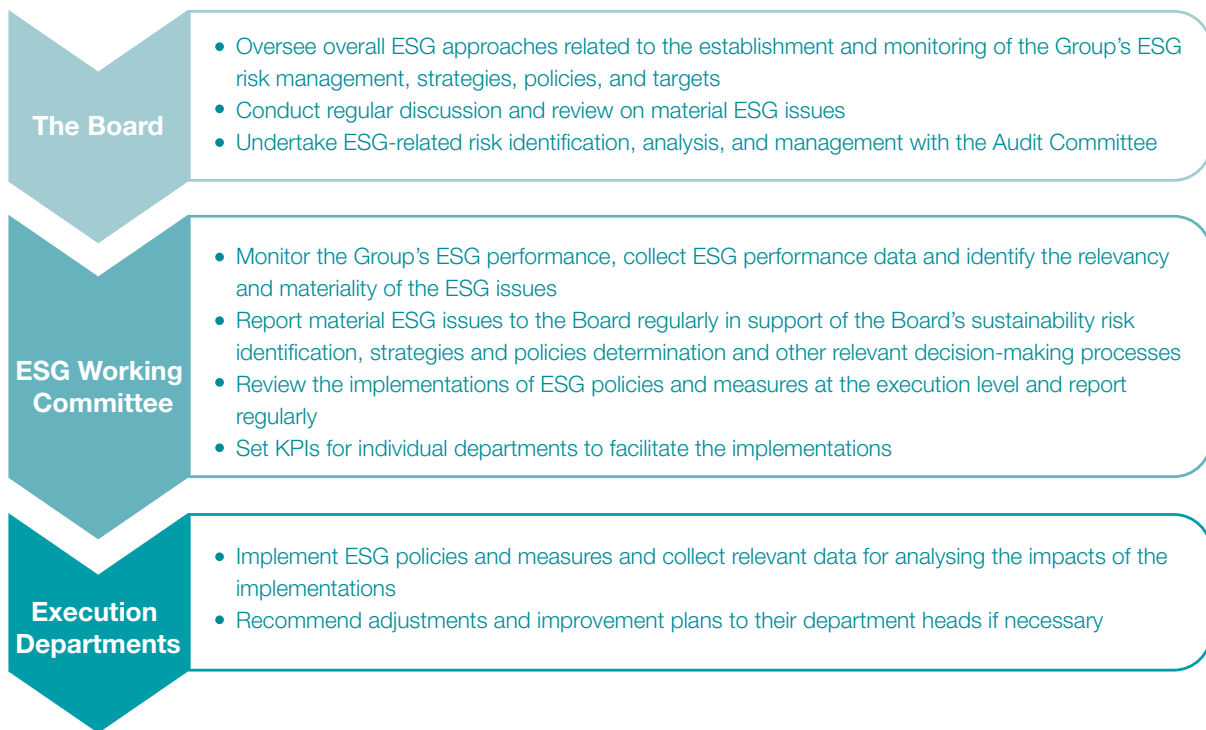 The Board
• Oversee overall ESG approaches related to the establishment and monitoring of the Group's ESG
risk management, strategies, policies, and targets
• Conduct regular discussion and review on material ESG issues
• Undertake ESG-related risk identification, analysis, and management with the Audit Committee
ESG Working
Committee
• Monitor the Group's ESG performance, collect ESG performance data and identify the relevancy
and materiality of the ESG issues
• Report material ESG issues to the Board regularly in support of the Board's sustainability risk
identification, strategies and policies determination and other relevant decision-making processes
• Review the implementations of ESG policies and measures at the execution level and report
regularly
• Set KPIs for individual departments to facilitate the implementations
Execution
Departments
• Implement ESG policies and measures and collect relevant data for analysing the impacts of the
implementations
• Recommend adjustments and improvement plans to their department heads if necessary